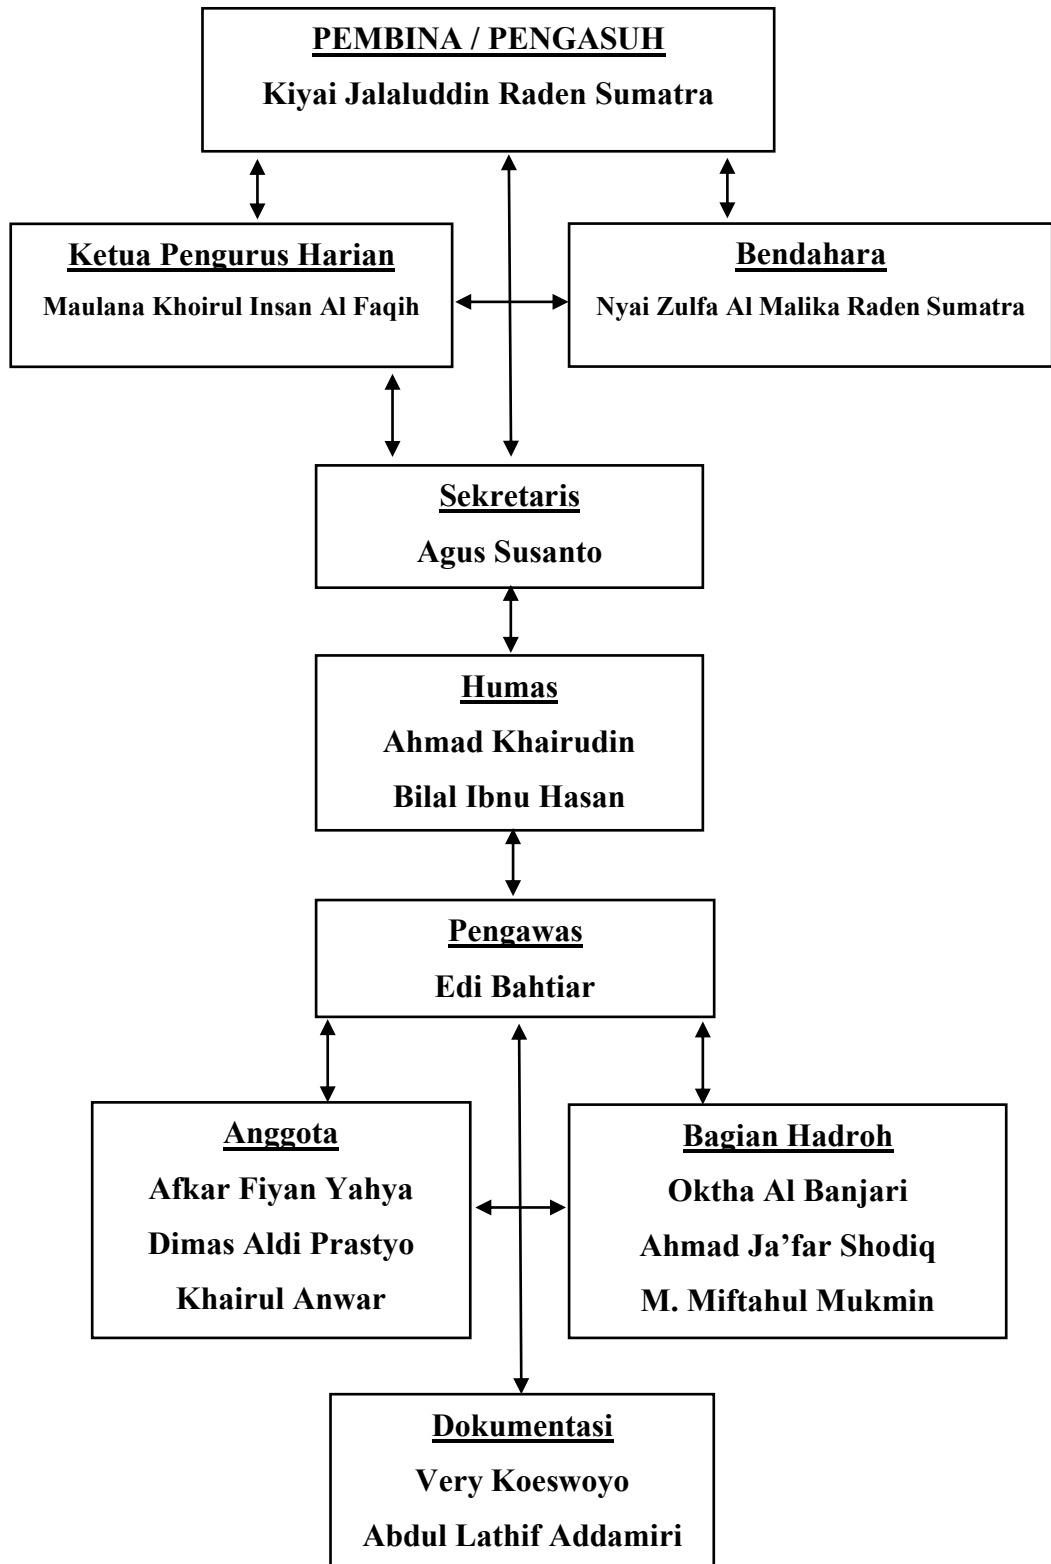 PEMBINA / PENGASUH
Kiyai Jalaluddin Raden Sumatra
Ketua Pengurus Harian
Maulana Khoirul Insan Al Faqih
Bendahara
Nyai Zulfa Al Malika Raden Sumatra
Sekretaris
Agus Susanto
Humas
Ahmad Khairudin
Bilal Ibnu Hasan
Pengawas
Edi Bahtiar
Anggota
Afkar Fiyan Yahya
Dimas Aldi Prastyo
Khairul Anwar
Bagian Hadroh
Oktha Al Banjari
Ahmad Ja’far Shodiq
M. Miftahul Mukmin
Dokumentasi
Very Koeswoyo
Abdul Lathif Addamiri